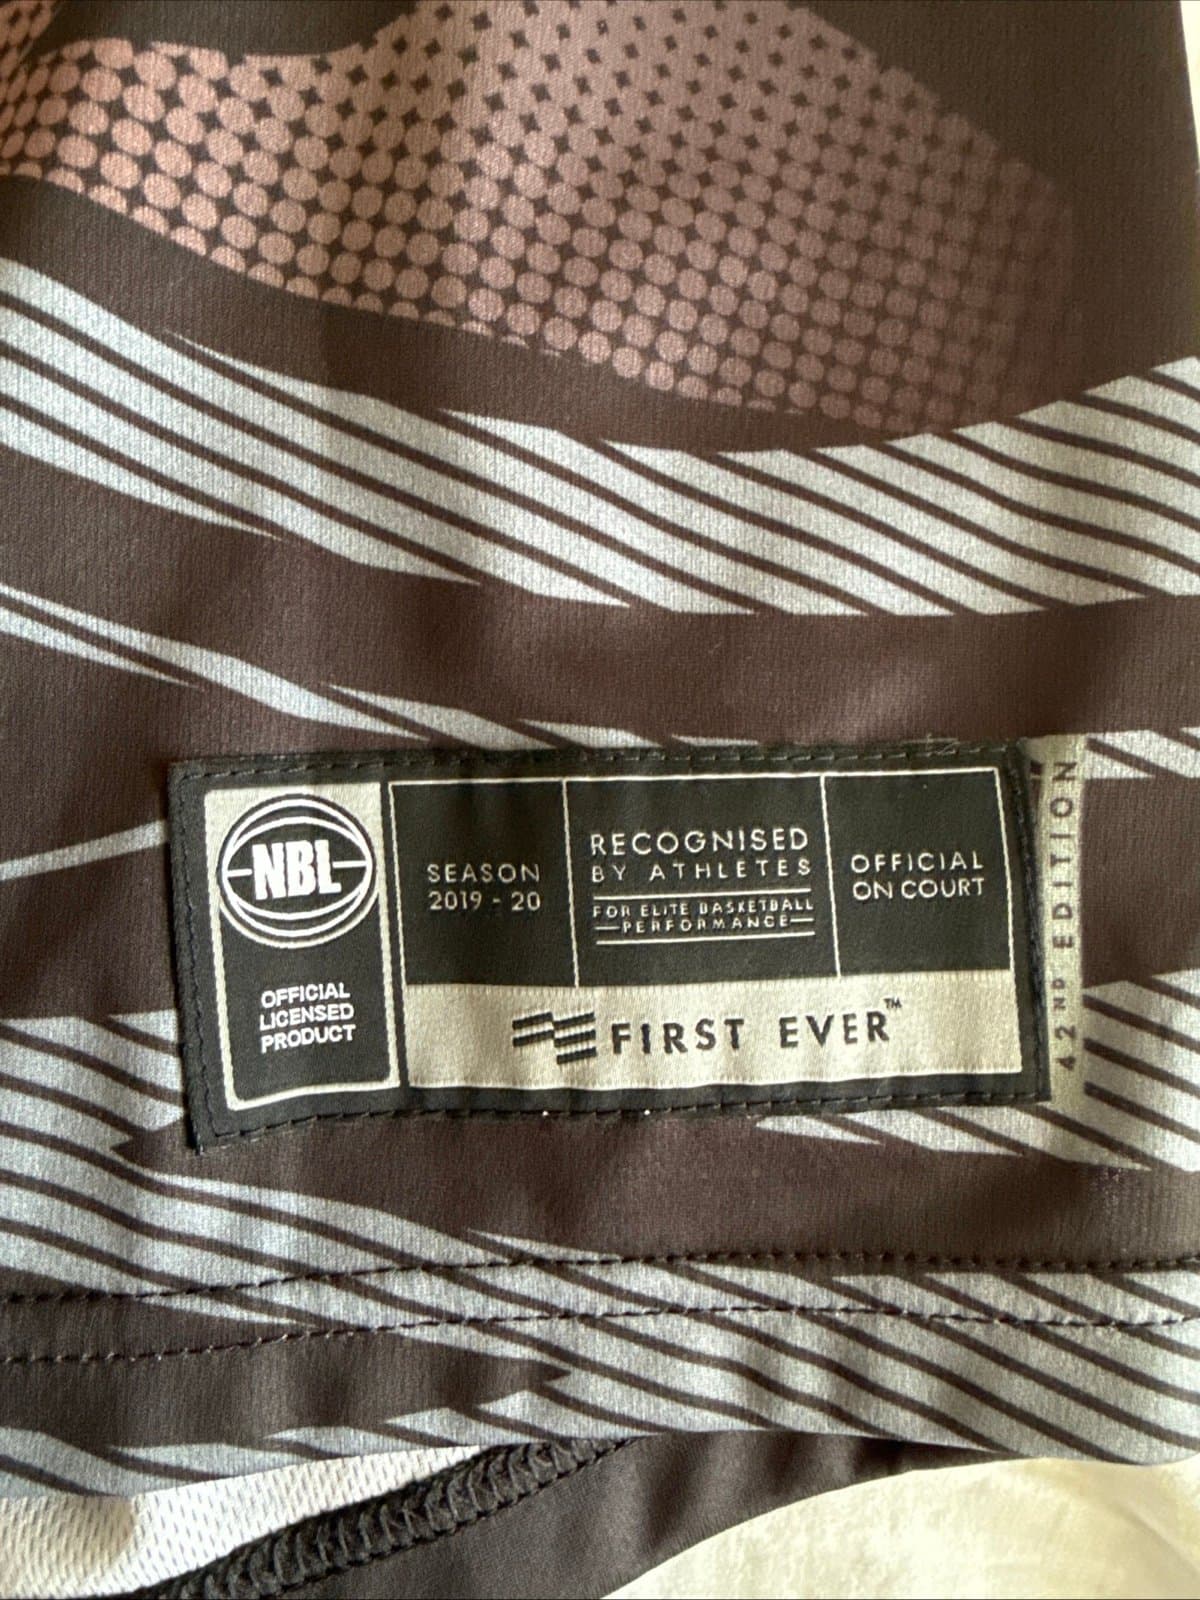 NBL
OFFICIAL
LICENSED
PRODUCT
SEASON
2019 - 20
RECOGNISED
BY ATHLETES
FOR ELITE BASKETBALL
PERFORMANCE
OFFICIAL
ON COURT
FIRST EVER™
42ND EDITION